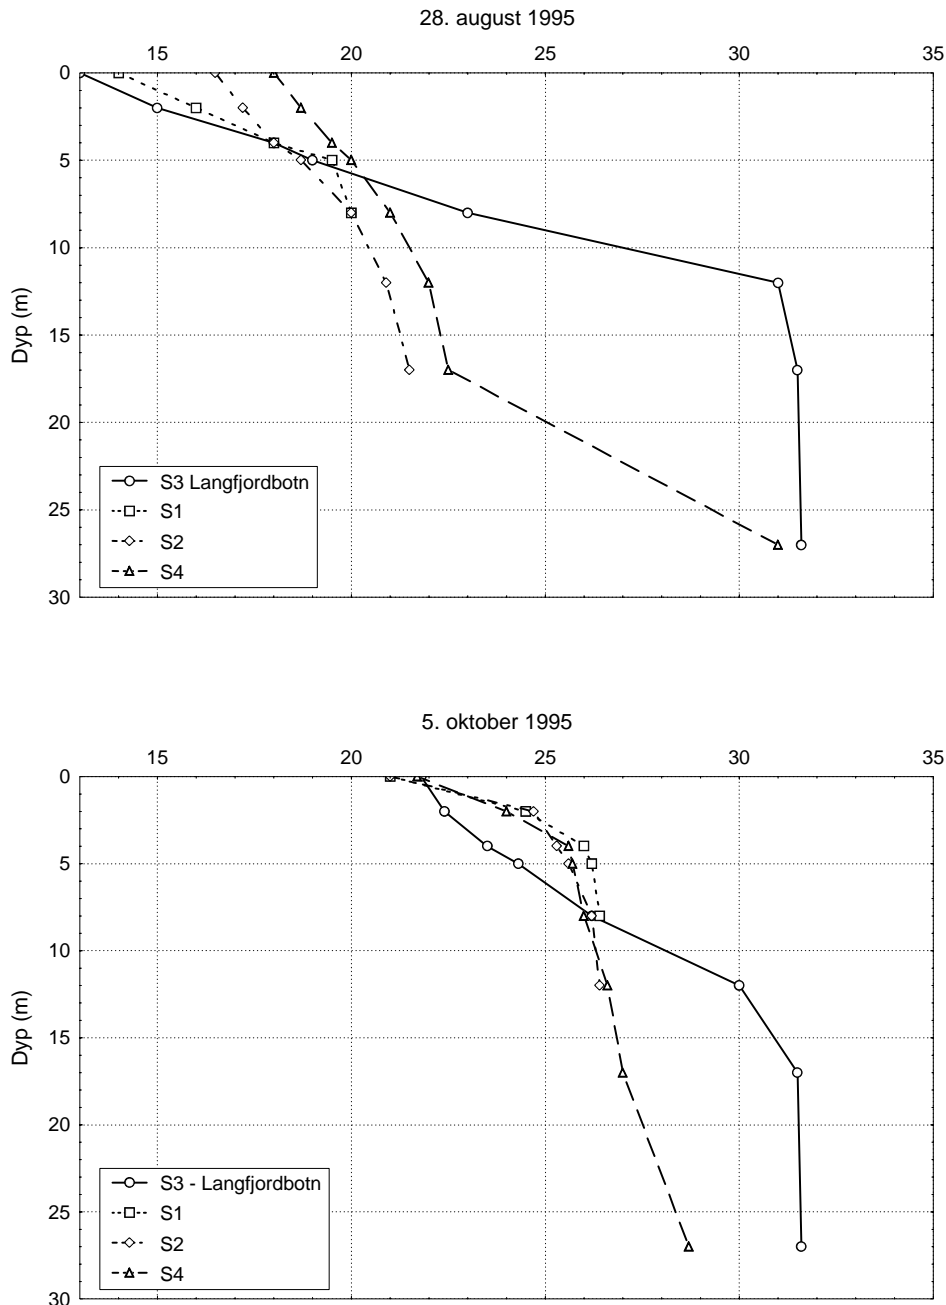 28. august 1995
15 20 25 30 35
0
5
10
15
20
25
30
Dyp (m)
S3 Langfjordbotn
S1
S2
S4
5. oktober 1995
15 20 25 30 35
0
5
10
15
20
25
30
Dyp (m)
S3 - Langfjordbotn
S1
S2
S4